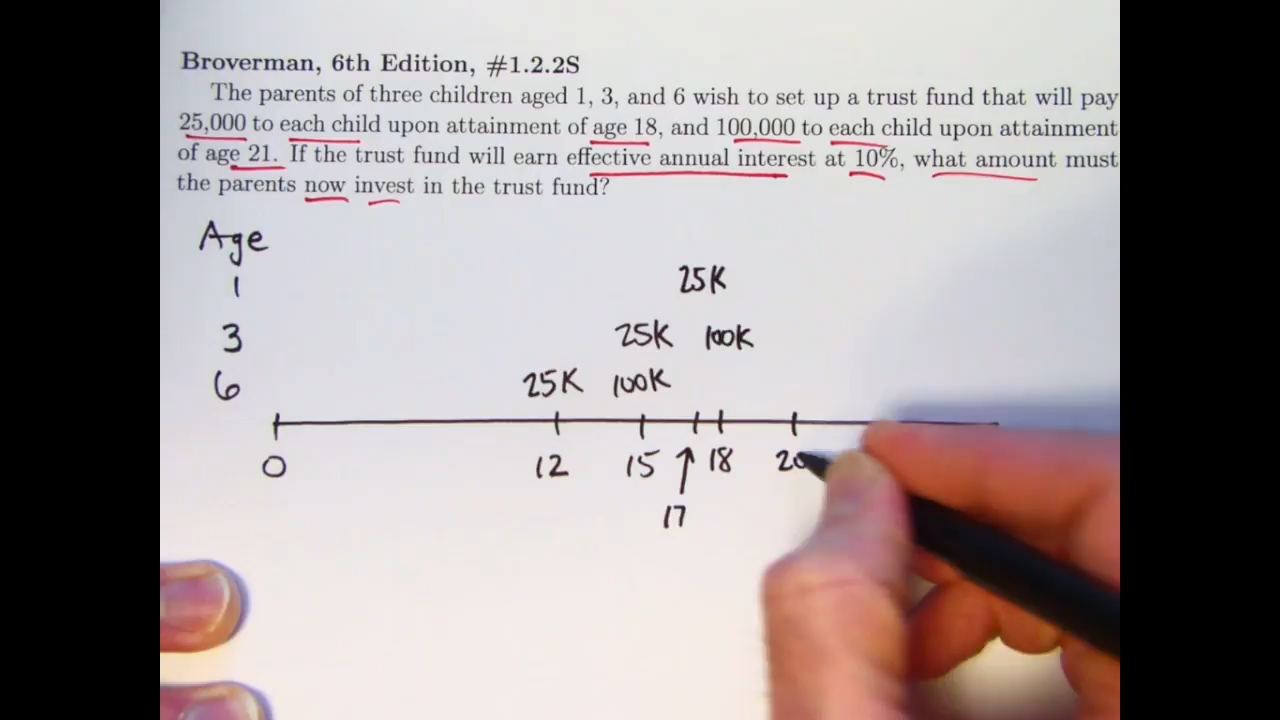 Broverman, 6th Edition, #1.2.2S
The parents of three children aged 1, 3, and 6 wish to set up a trust fund that will pay
25,000 to each child upon attainment of age 18, and 100,000 to each child upon attainment
of age 21. If the trust fund will earn effective annual interest at 10%, what amount must
the parents now invest in the trust fund?
Age
1 25K
3 25K 100K
6 25K 100K
0 12 15 18 20
17